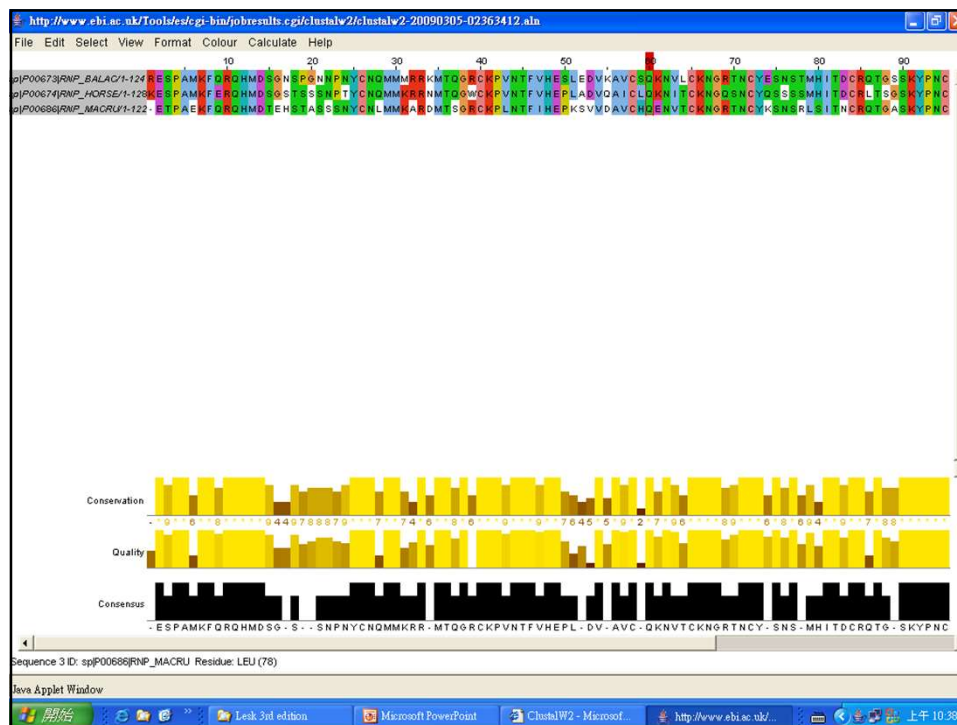 http://www.ebi.ac.uk/Tools/es/cgi-bin/jobresults.cgi/clustalw2/clustalw2-20090305-02363412.aln
File Edit Select View Format Colour Calculate Help
10 20 30 40 50 60 70 80 90
sp|P00673|RNP_BALAC/1-124 RESPAMKFQRQHMDSGNSPGNNPNYCNQMMMRRKMTQGRCKPVNTFVHESLEDVKAVCSQKNVLCKNGRTNCYESNSTMHITDCRQTGSSKYPNC
sp|P00674|RNP_HORSE/1-128 KESPAMKFERQHMDSGSTSSSNPTYCNQMMKRRNMTQGWCKPVNTFVHEPLADVQAICLQKNITCKNGQSNCYQSSSSMHITDCRLTSGSKYPNC
sp|P00686|RNP_MACRU/1-122 -ETPAEKFQRQHMDTEHSTASSSNYCNLMMKARDMTSGRCKPLNTFIHEPKSVVDAVCHQENVTCKNGRTNCYKSNSRLSITNCRQTGASKYPNC
Conservation
Quality
Consensus
-ESPAMKFQRQHMDSG-S--SNPNYCNQMMKRR-MTQGRCKPVNTFVHEPL-DV-AVC-QKNVTCKNGRTNCY-SNS-MHITDCRQTG-SKYPNC
Sequence 3 ID: sp|P00686|RNP_MACRU Residue: LEU (78)
Java Applet Window
開始 Lesk 3rd edition Microsoft PowerPoint ClustalW2 - Microsof... http://www.ebi.ac.uk/... 上午 10:38